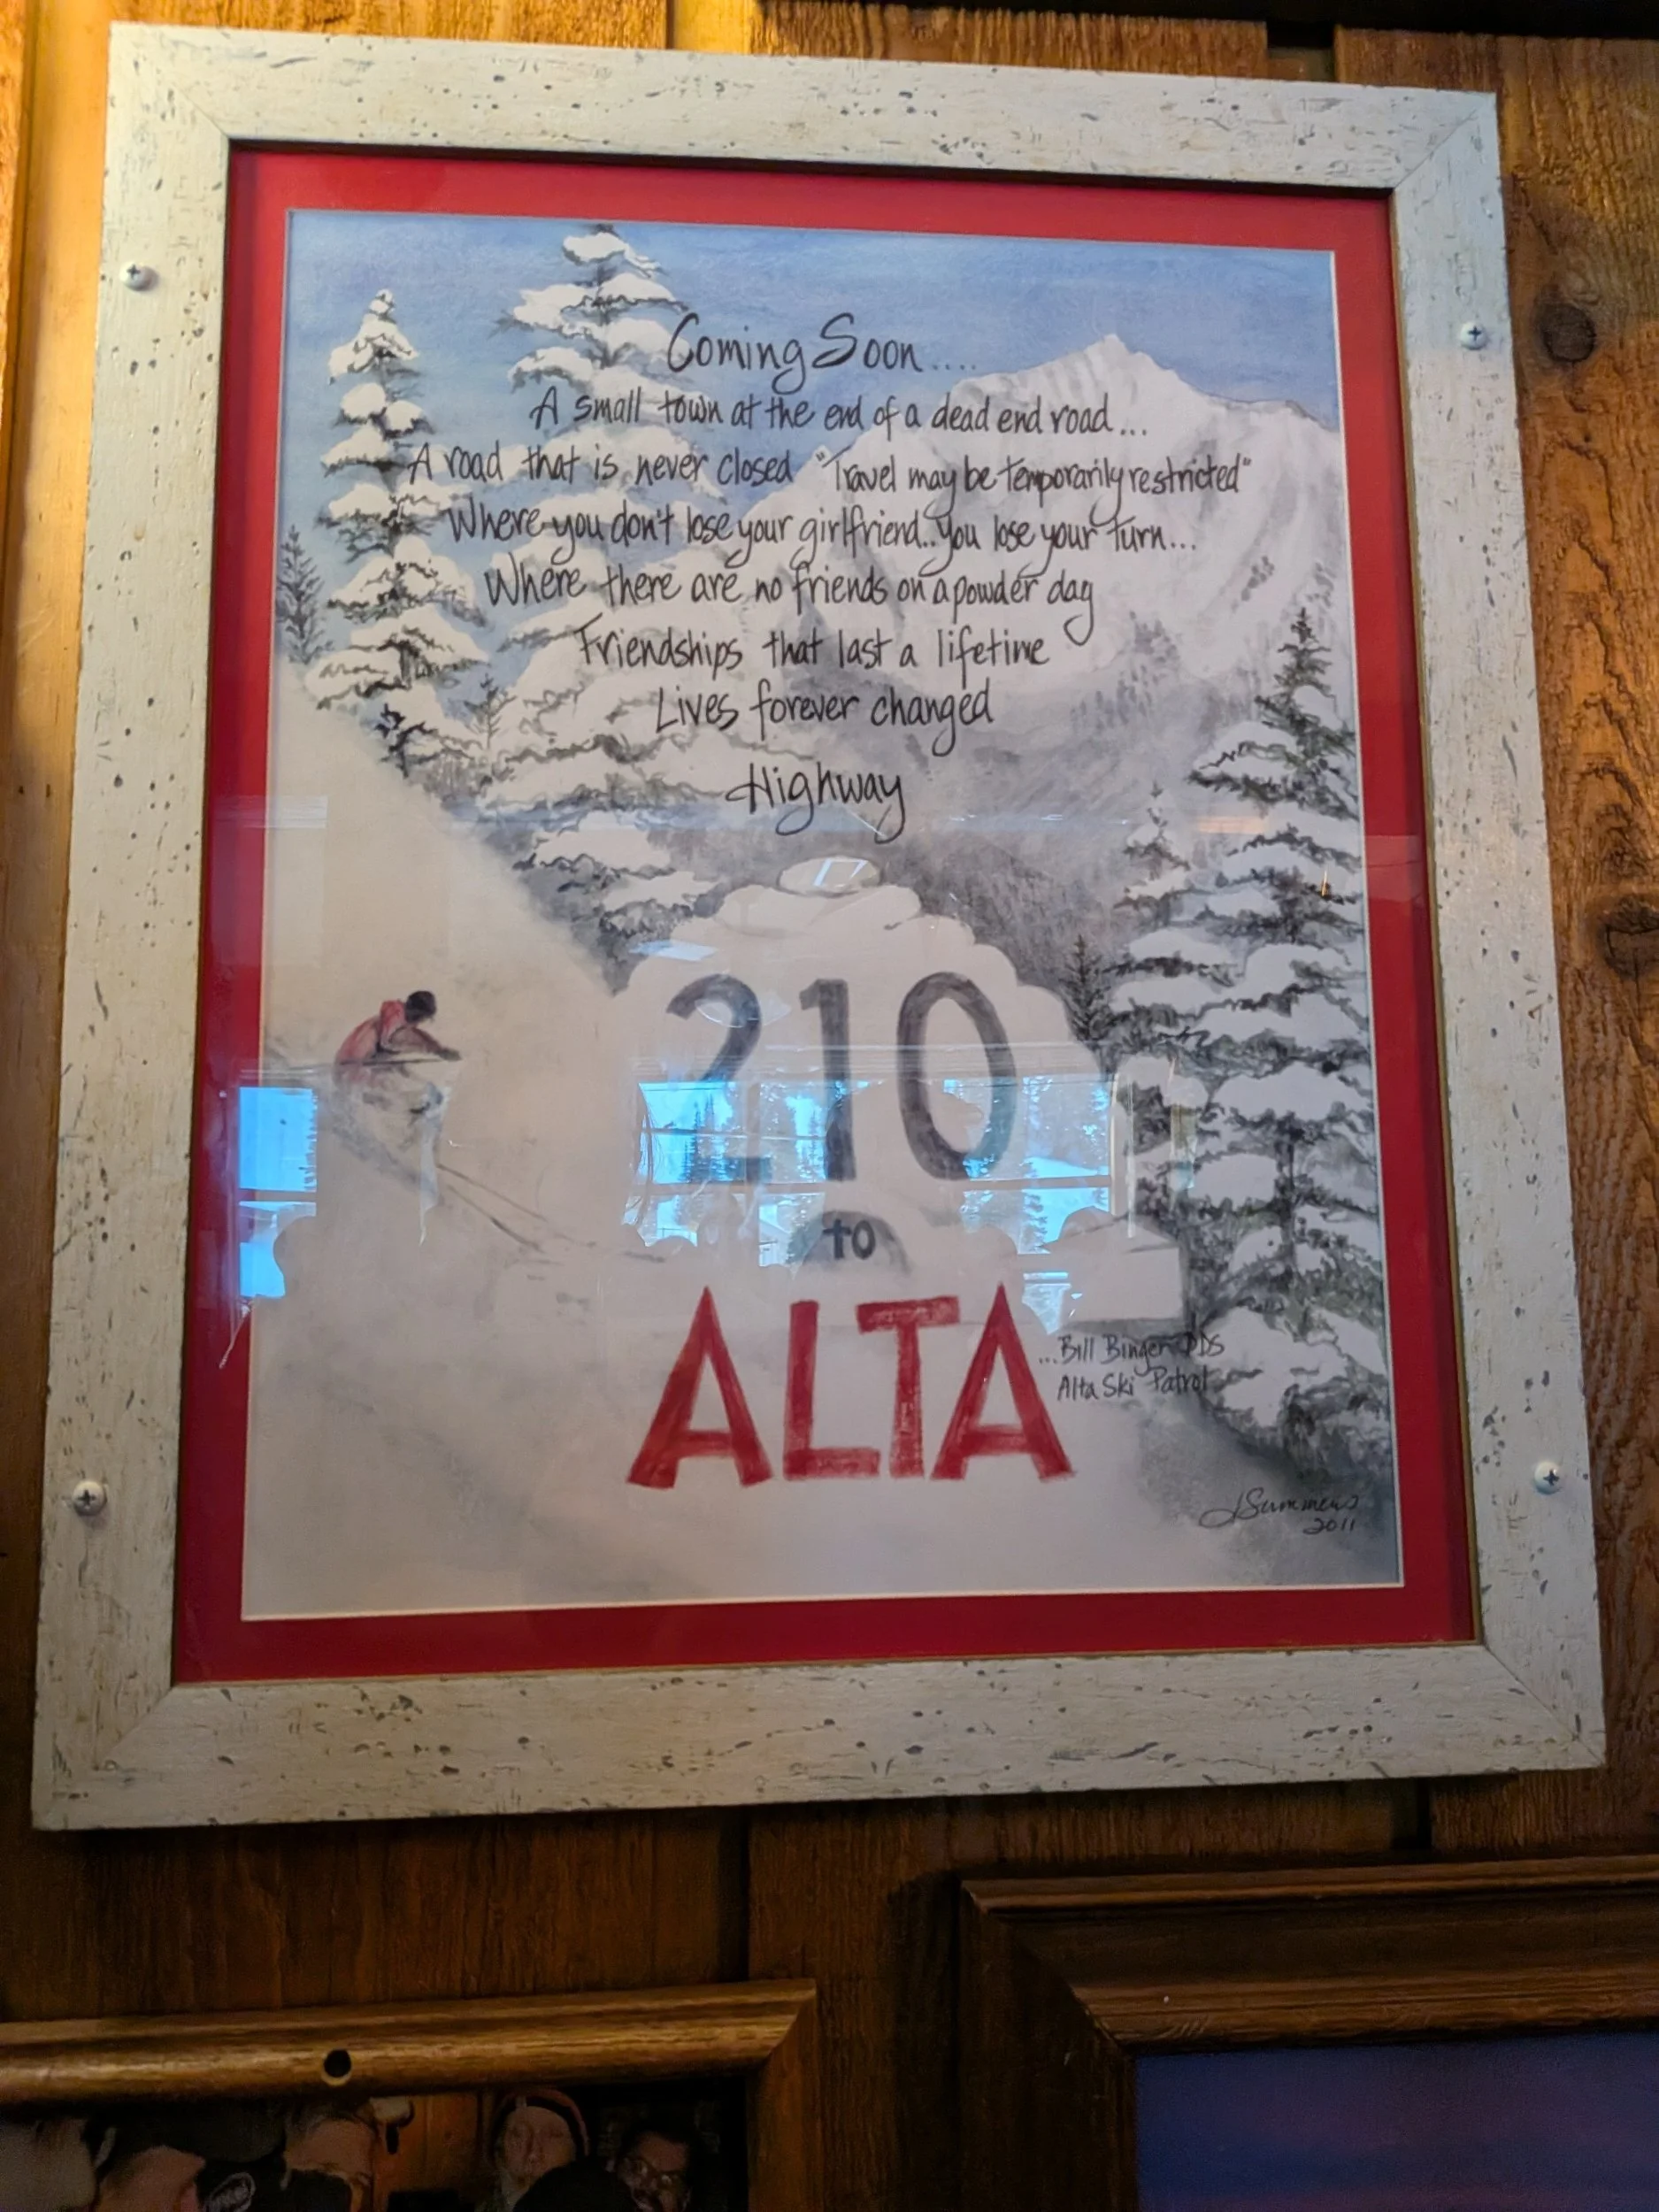 Coming Soon....
A small town at the end of a dead end road...
A road that is never closed "Travel may be temporarily restricted"
Where you don't lose your girlfriend..you lose your turn...
Where there are no friends on a powder day
Friendships that last a lifetime
Lives forever changed
Highway
210
to
ALTA
...Bill Binger DDS
Alta Ski Patrol
JSummers
2011